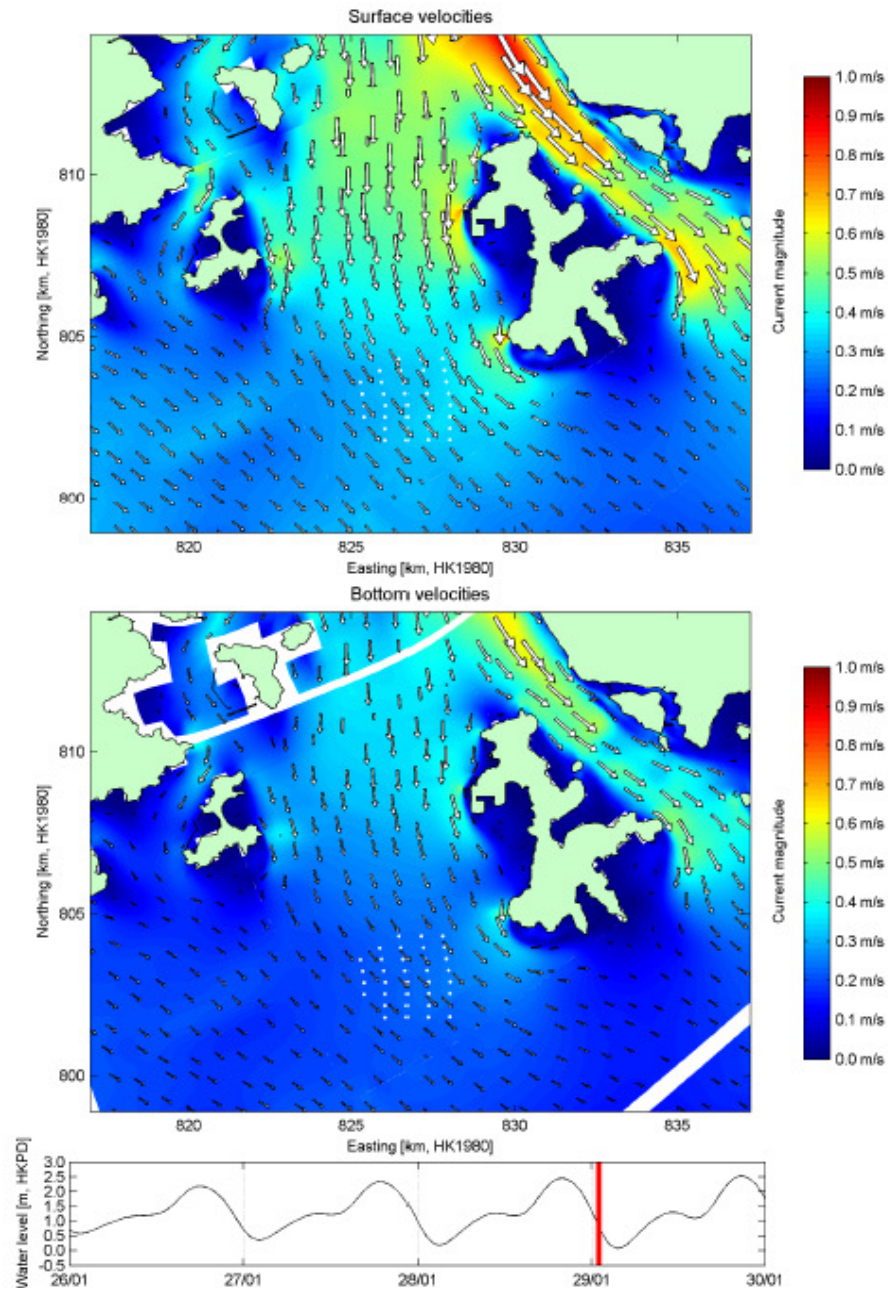 Surface velocities
1.0 m/s
0.9 m/s
0.8 m/s
0.7 m/s
0.6 m/s
0.5 m/s
0.4 m/s
0.3 m/s
0.2 m/s
0.1 m/s
0.0 m/s
Current magnitude
Northing [km, HK1980]
810
805
800
820
825
830
835
Easting [km, HK1980]
Bottom velocities
1.0 m/s
0.9 m/s
0.8 m/s
0.7 m/s
0.6 m/s
0.5 m/s
0.4 m/s
0.3 m/s
0.2 m/s
0.1 m/s
0.0 m/s
Current magnitude
Northing [km, HK1980]
810
805
800
820
825
830
835
Easting [km, HK1980]
Water level [m, HKPD]
3.0
2.5
2.0
1.5
1.0
0.5
0.0
-0.5
26/01
27/01
28/01
29/01
30/01